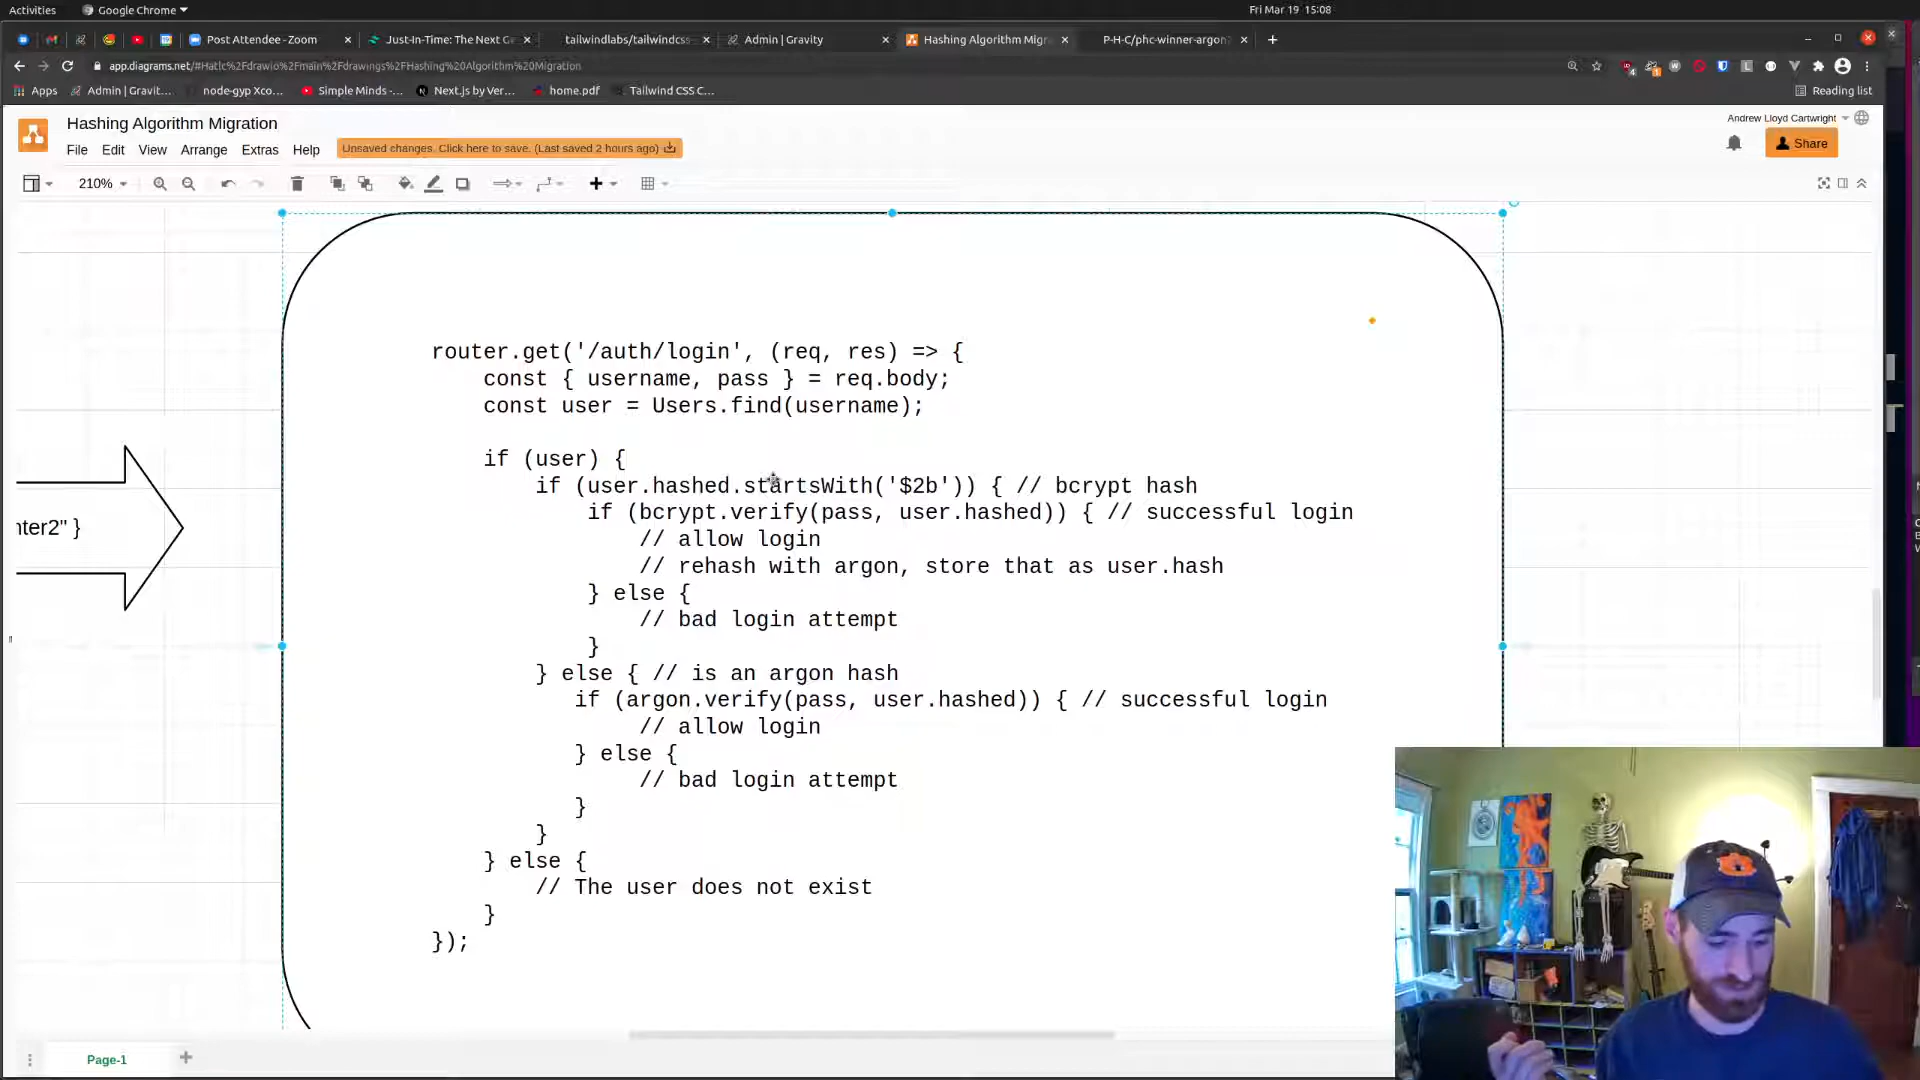 Activities
Google Chrome
Fri Mar 19 15:08
Post Attendee - Zoom
Just-In-Time: The Next Ge
tailwindlabs/tailwindcss
Admin | Gravity
Hashing Algorithm Migra
P-H-C/phc-winner-argon
app.diagrams.net/#Hatlc%2Fdrawio%2Fmain%2Fdrawings%2FHashing%20Algorithm%20Migration
Apps
Admin | Gravit...
node-gyp Xco...
Simple Minds -...
Next.js by Ver...
home.pdf
Tailwind CSS C...
Reading list
Hashing Algorithm Migration
Andrew Lloyd Cartwright
File Edit View Arrange Extras Help
Unsaved changes. Click here to save. (Last saved 2 hours ago)
Share
210%
router.get('/auth/login', (req, res) => {
const { username, pass } = req.body;
const user = Users.find(username);
if (user) {
if (user.hashed.startsWith('$2b')) { // bcrypt hash
if (bcrypt.verify(pass, user.hashed)) { // successful login
// allow login
// rehash with argon, store that as user.hash
} else {
// bad login attempt
}
} else { // is an argon hash
if (argon.verify(pass, user.hashed)) { // successful login
// allow login
} else {
// bad login attempt
}
}
} else {
// The user does not exist
}
});
nter2" }
Page-1